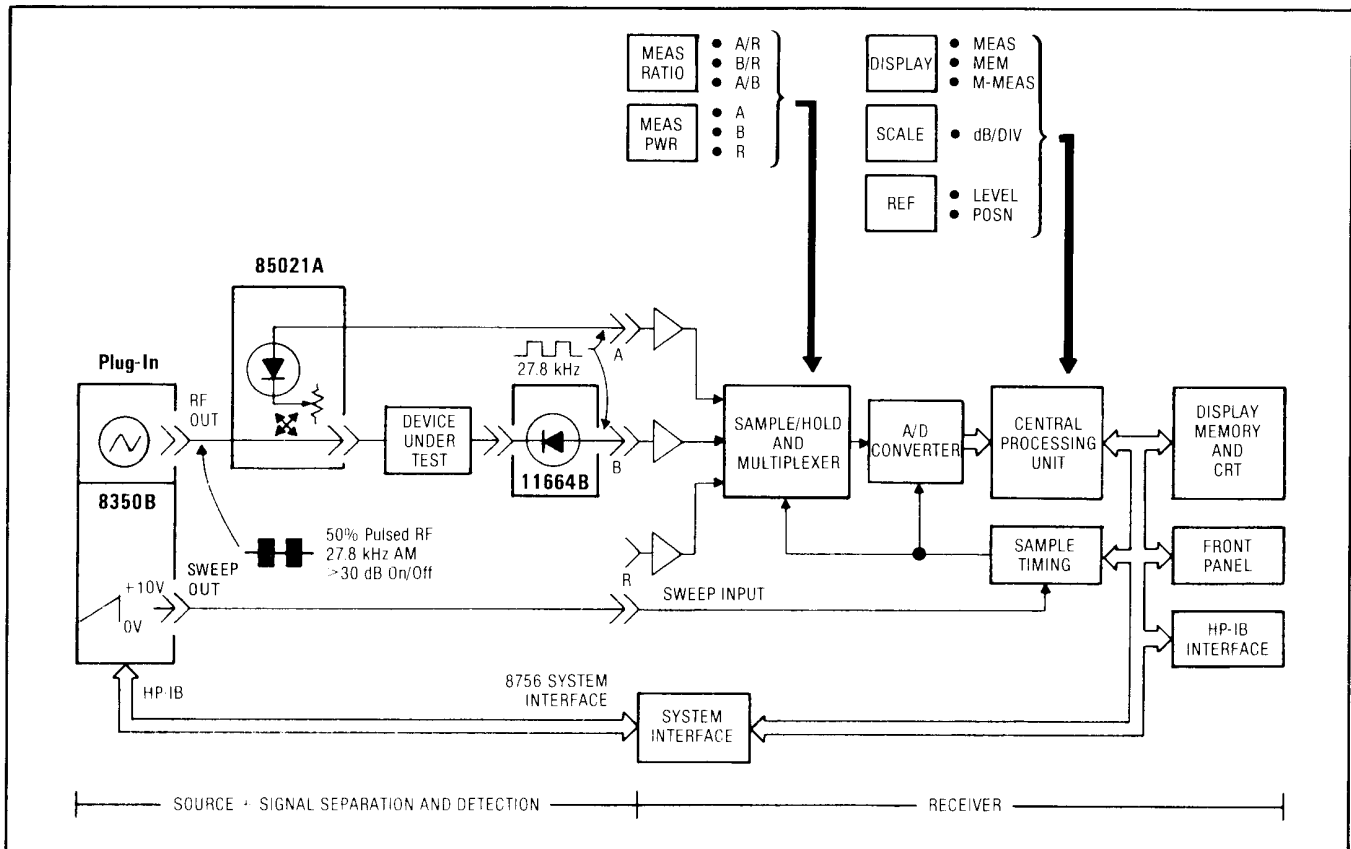 MEAS
RATIO
● A/R
● B/R
● A/B
MEAS
PWR
● A
● B
● R
DISPLAY
● MEAS
● MEM
● M-MEAS
SCALE
● dB/DIV
REF
● LEVEL
● POSN
85021A
Plug-In
RF
OUT
27.8 kHz
A
DEVICE
UNDER
TEST
11664B
B
SAMPLE/HOLD
AND
MULTIPLEXER
A/D
CONVERTER
CENTRAL
PROCESSING
UNIT
DISPLAY
MEMORY
AND
CRT
8350B
50% Pulsed RF
27.8 kHz AM
>30 dB On/Off
SWEEP
OUT
+10V
0V
R
SWEEP INPUT
SAMPLE
TIMING
FRONT
PANEL
HP-IB
INTERFACE
HP-IB
8756 SYSTEM
INTERFACE
SYSTEM
INTERFACE
SOURCE + SIGNAL SEPARATION AND DETECTION
RECEIVER